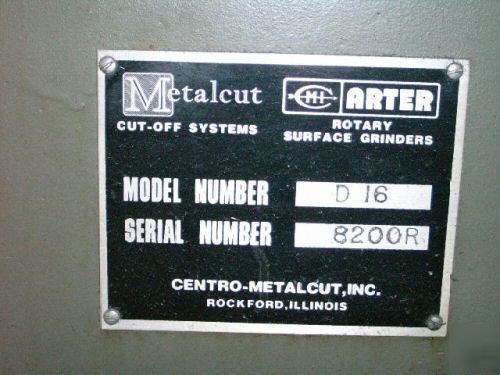 Metalcut
CUT-OFF SYSTEMS
CMI ARTER
ROTARY
SURFACE GRINDERS
MODEL NUMBER D 16
SERIAL NUMBER 8200R
CENTRO-METALCUT, INC.
ROCKFORD, ILLINOIS